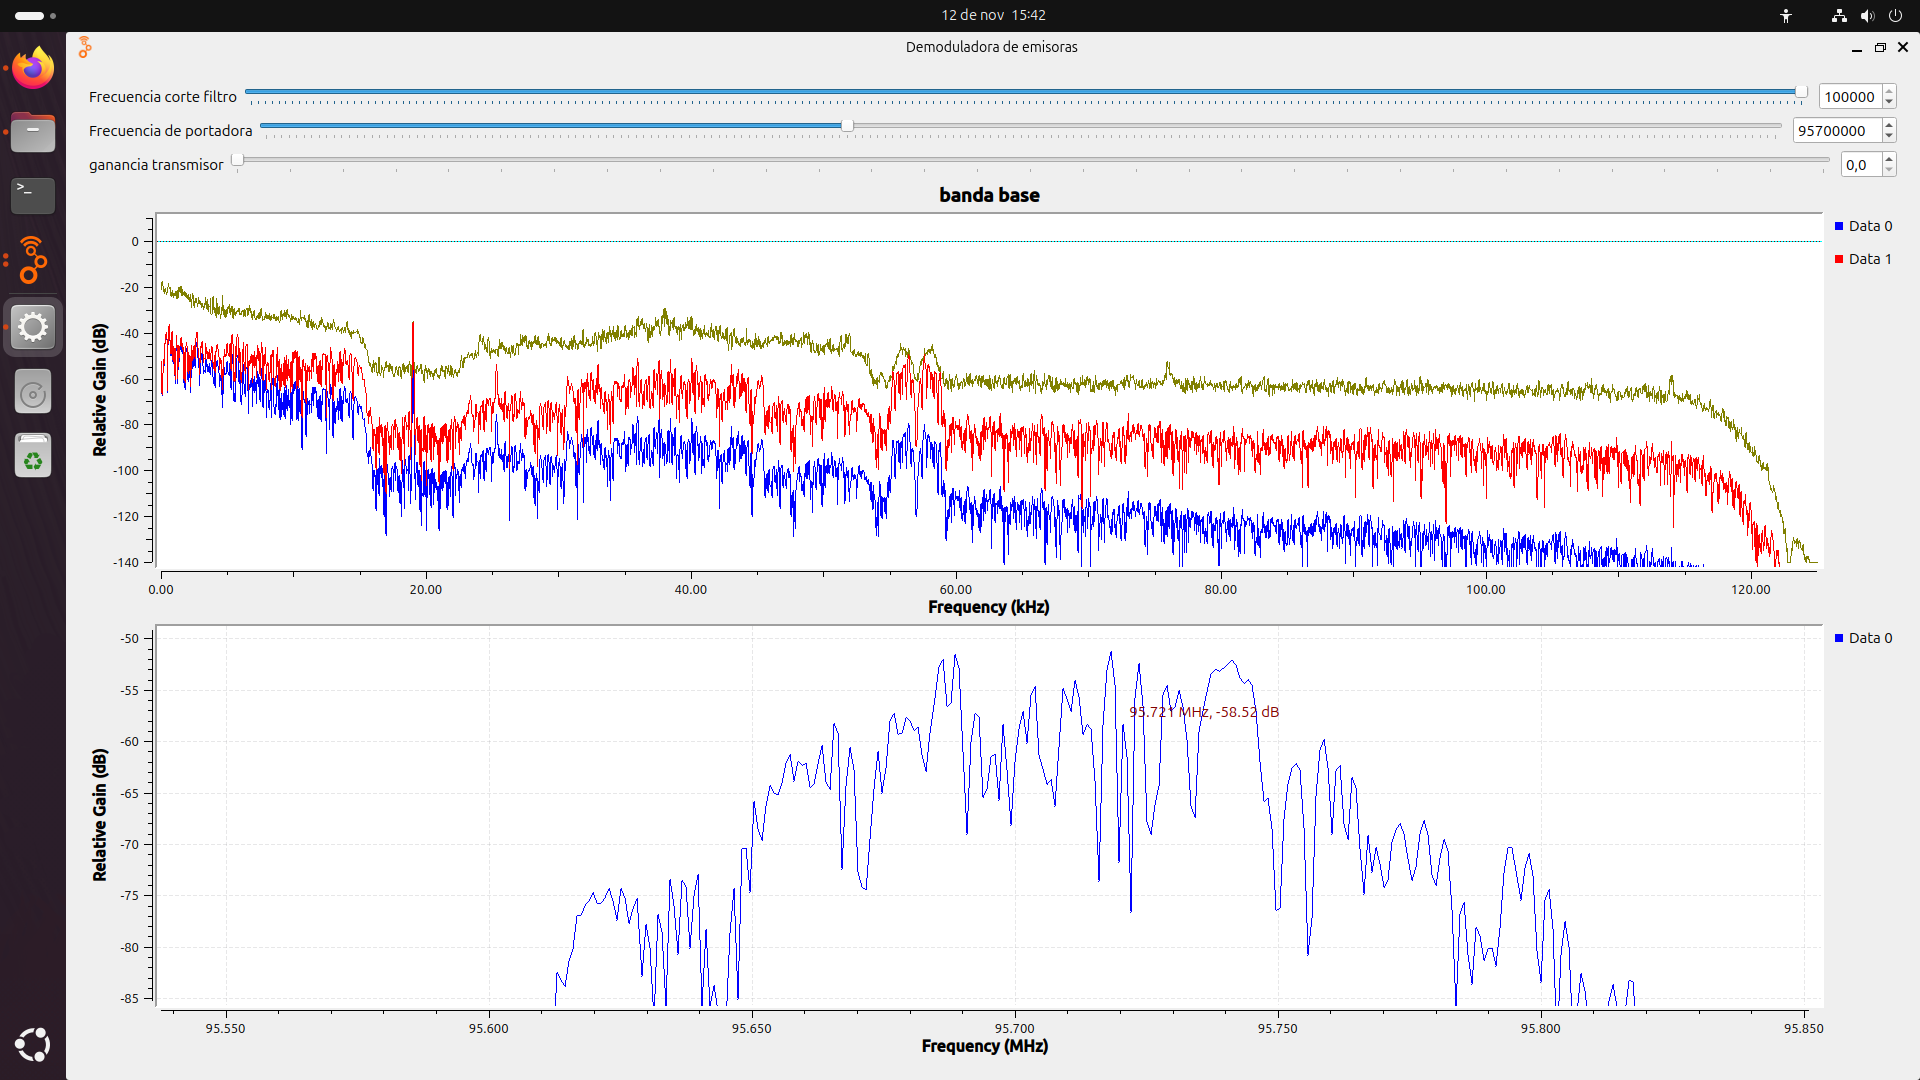 12 de nov 15:42
Demoduladora de emisoras
Frecuencia corte filtro
100000
Frecuencia de portadora
95700000
ganancia transmisor
0,0
banda base
Data 0
Data 1
Relative Gain (dB)
0
-20
-40
-60
-80
-100
-120
-140
0.00 20.00 40.00 60.00 80.00 100.00 120.00
Frequency (kHz)
Data 0
Relative Gain (dB)
-50
-55
-60
-65
-70
-75
-80
-85
95.721 MHz, -58.52 dB
95.550 95.600 95.650 95.700 95.750 95.800 95.850
Frequency (MHz)